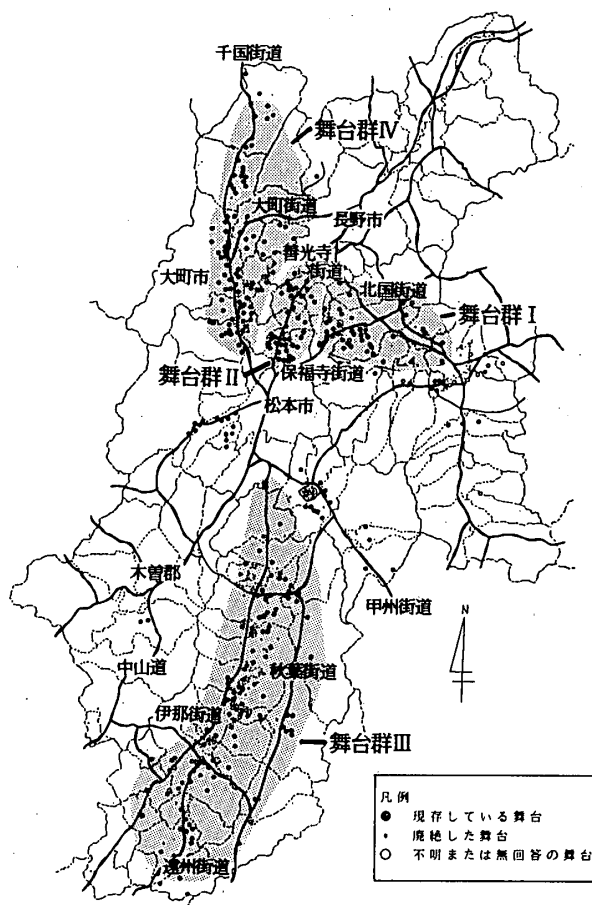 千国街道
舞台群Ⅳ
大町街道
長野市
善光寺
街道
大町市
北国街道
舞台群Ⅰ
舞台群Ⅱ
保福寺街道
松本市
木曽郡
甲州街道
N
中山道
秋葉街道
伊那街道
舞台群Ⅲ
遠州街道
凡例
● 現存している舞台
・ 廃絶した舞台
○ 不明または無回答の舞台